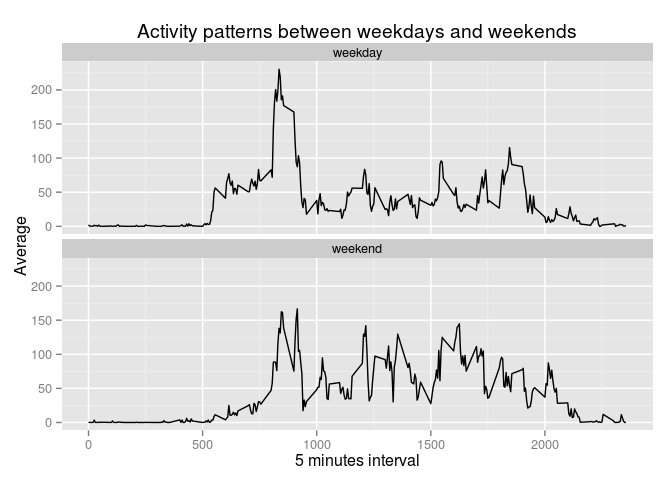 Activity patterns between weekdays and weekends
weekday
200
150
100
50
0
Average
weekend
200
150
100
50
0
0 500 1000 1500 2000
5 minutes interval